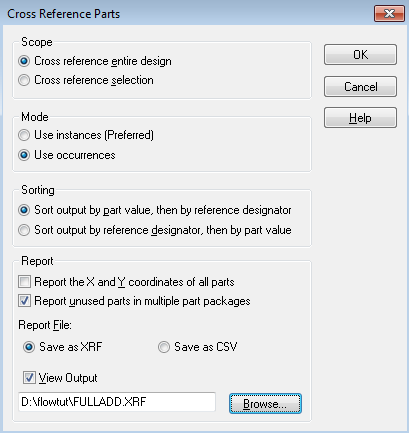 Cross Reference Parts
Scope
Cross reference entire design
Cross reference selection
OK
Cancel
Help
Mode
Use instances (Preferred)
Use occurrences
Sorting
Sort output by part value, then by reference designator
Sort output by reference designator, then by part value
Report
Report the X and Y coordinates of all parts
Report unused parts in multiple part packages
Report File:
Save as XRF Save as CSV
View Output
D:\flowtut\FULLADD.XRF Browse...